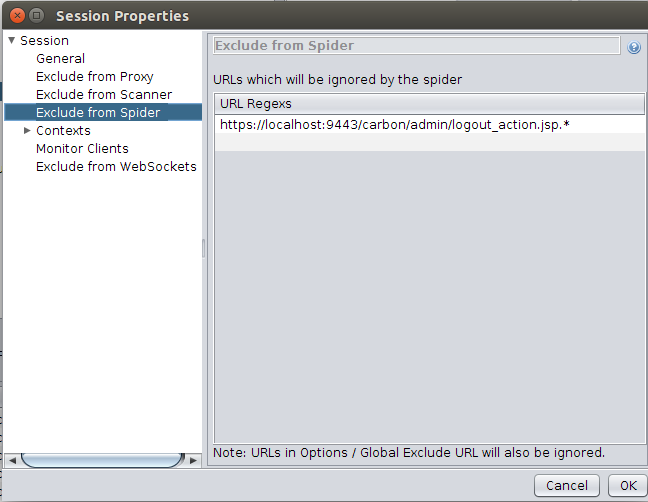 Session Properties
Session
General
Exclude from Proxy
Exclude from Scanner
Exclude from Spider
Contexts
Monitor Clients
Exclude from WebSockets
Exclude from Spider
URLs which will be ignored by the spider
URL Regexs
https://localhost:9443/carbon/admin/logout_action.jsp.*
Note: URLs in Options / Global Exclude URL will also be ignored.
Cancel
OK